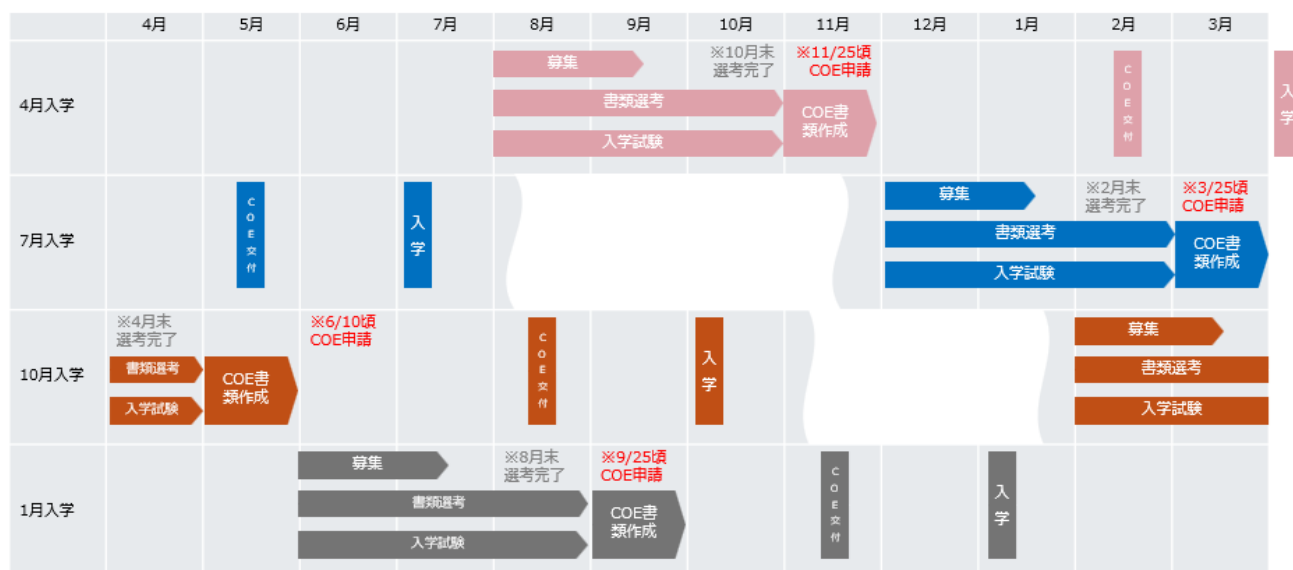 4月 5月 6月 7月 8月 9月 10月 11月 12月 1月 2月 3月
4月入学
募集
書類選考
入学試験
※10月末
選考完了
※11/25頃
COE申請
COE書
類作成
COE交付
入学
7月入学
COE交付
入学
募集
書類選考
入学試験
※2月末
選考完了
※3/25頃
COE申請
COE書
類作成
10月入学
※4月末
選考完了
書類選考
入学試験
COE書
類作成
※6/10頃
COE申請
COE交付
入学
募集
書類選考
入学試験
1月入学
募集
書類選考
入学試験
※8月末
選考完了
※9/25頃
COE申請
COE書
類作成
COE交付
入学